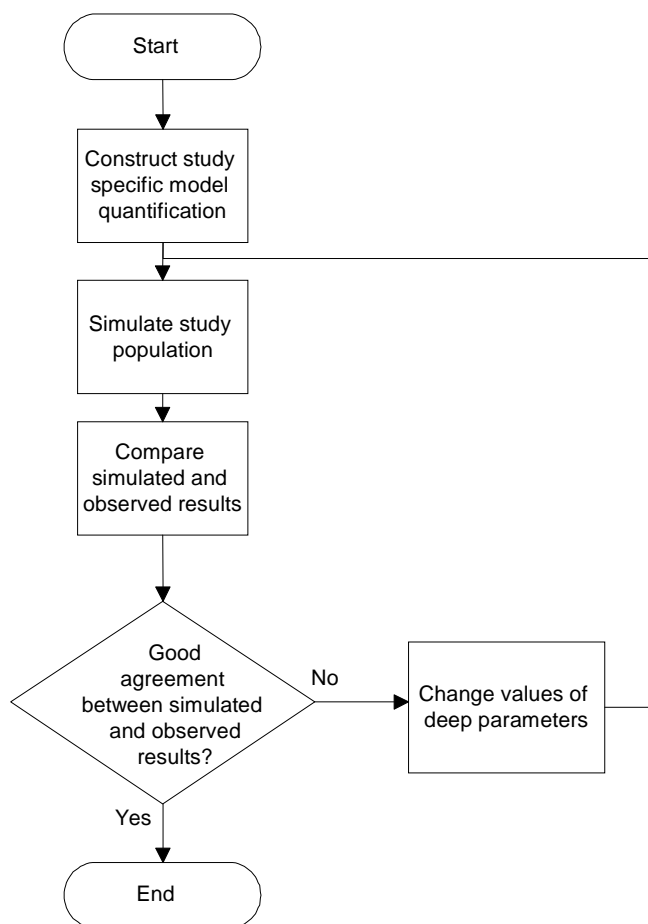 Start
Construct study
specific model
quantification
Simulate study
population
Compare
simulated and
observed results
Good
agreement
between simulated
and observed
results?
No
Change values of
deep parameters
Yes
End